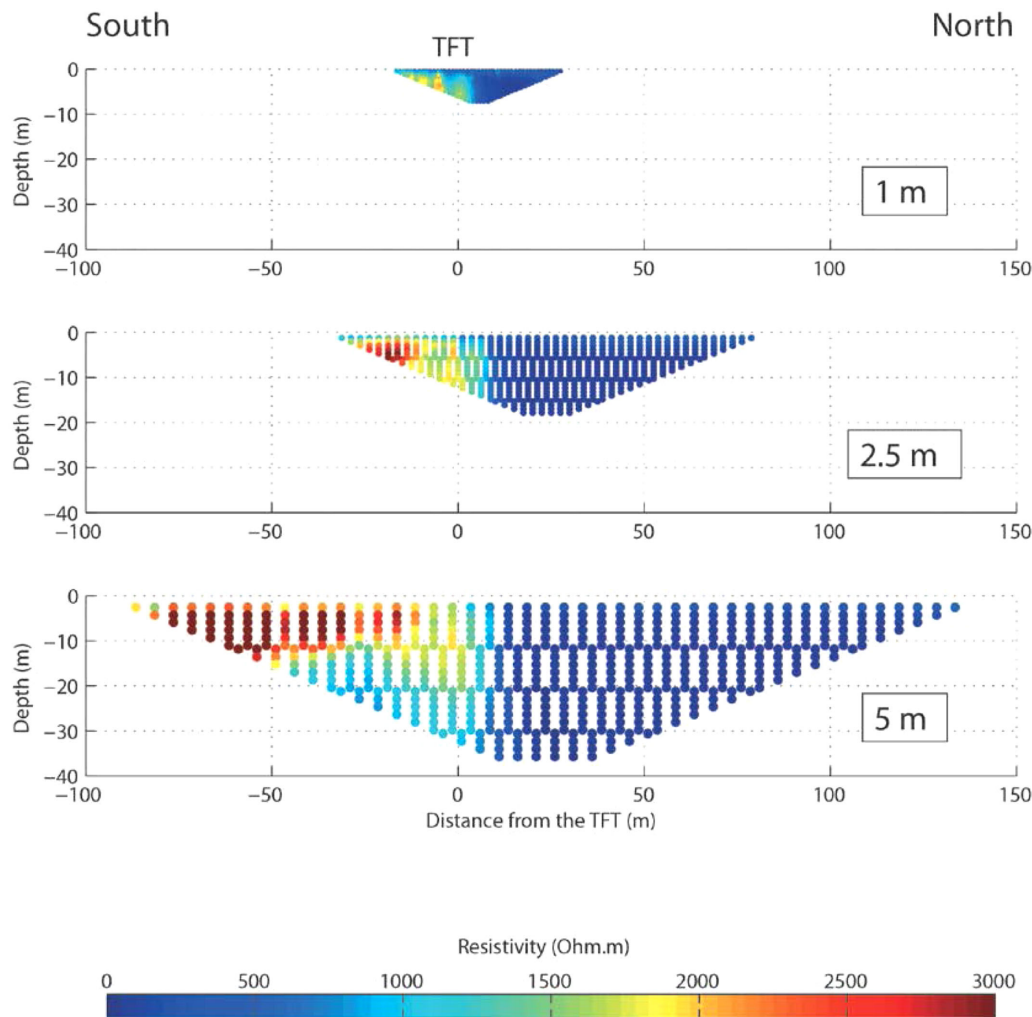 South North
TFT
0
−10
−20
−30
−40
Depth (m)
1 m
−100 −50 0 50 100 150
0
−10
−20
−30
−40
Depth (m)
2.5 m
−100 −50 0 50 100 150
0
−10
−20
−30
−40
Depth (m)
5 m
−100 −50 0 50 100 150
Distance from the TFT (m)
Resistivity (Ohm.m)
0 500 1000 1500 2000 2500 3000